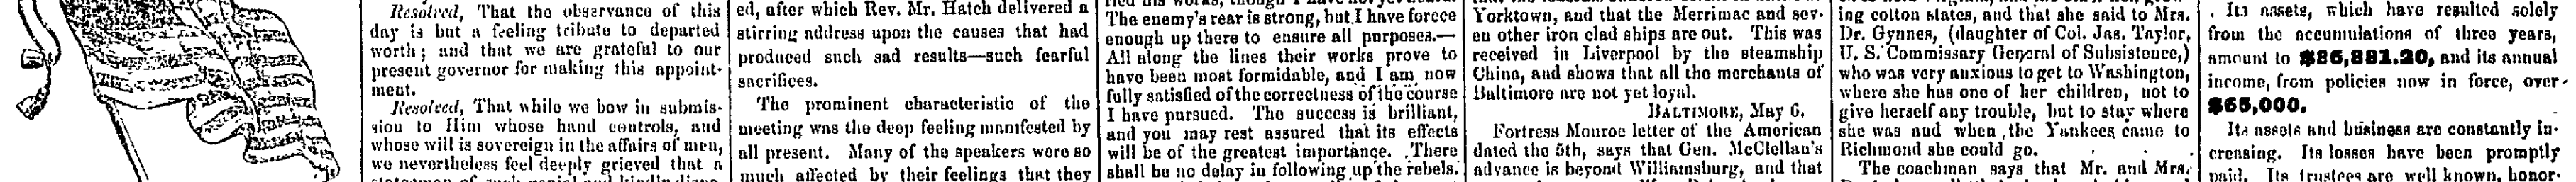 Resolved, That the observance of this
day is but a feeling tribute to departed
worth; and that we are grateful to our
present governor for making this appoint-
ment.
Resolved, That while we bow in submis-
sion to Him whose hand controls, and
whose will is sovereign in the affairs of men,
we nevertheless feel deeply grieved that a
ed, after which Rev. Mr. Hatch delivered a
stirring address upon the causes that had
produced such sad results—such fearful
sacrifices.
The prominent characteristic of the
meeting was the deep feeling manifested by
all present. Many of the speakers were so
much affected by their feelings that they
The enemy's rear is strong, but I have forcee
enough up there to ensure all purposes.—
All along the lines their works prove to
have been most formidable, and I am now
fully satisfied of the correctness of the course
I have pursued. The success is brilliant,
and you may rest assured that its effects
will be of the greatest importance. There
shall be no delay in following up the rebels.
Yorktown, and that the Merrimac and sev-
en other iron clad ships are out. This was
received in Liverpool by the steamship
China, and shows that all the merchants of
Baltimore are not yet loyal.
BALTIMORE, May 6.
Fortress Monroe letter of the American
dated the 5th, says that Gen. McClellan's
advance is beyond Williamsburg, and that
ing cotton states, and that she said to Mrs.
Dr. Gynnes, (daughter of Col. Jas. Taylor,
U. S. Commissary General of Subsistence,)
who was very anxious to get to Washington,
where she has one of her children, not to
give herself any trouble, but to stay where
she was and when the Yankees came to
Richmond she could go.
The coachman says that Mr. and Mrs.
Its assets, which have resulted solely
from the accumulations of three years,
amount to $86,881.20, and its annual
income, from policies now in force, over
$65,000.
Its assets and business are constantly in-
creasing. Its losses have been promptly
paid. Its trustees are well known, honor-